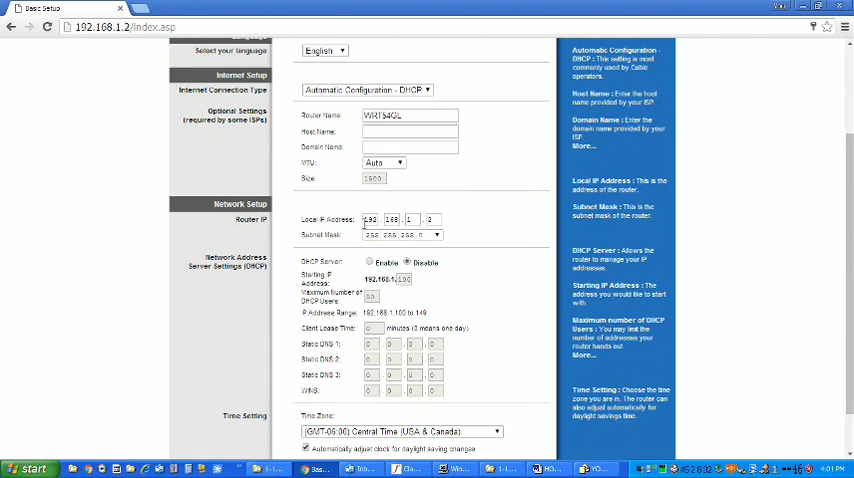 Basic Setup
192.168.1.2/index.asp
Language
Select your language
English
Internet Setup
Internet Connection Type
Automatic Configuration - DHCP
Optional Settings
(required by some ISPs)
Router Name: WRT54GL
Host Name:
Domain Name:
MTU: Auto
Size: 1500
Network Setup
Router IP
Local IP Address: 192 . 168 . 1 . 2
Subnet Mask: 255.255.255.0
Network Address
Server Settings (DHCP)
DHCP Server: Enable Disable
Starting IP
Address: 192.168.1.100
Maximum Number of
DHCP Users: 50
IP Address Range: 192.168.1.100 to 149
Client Lease Time: 0 minutes (0 means one day)
Static DNS 1: 0 . 0 . 0 . 0
Static DNS 2: 0 . 0 . 0 . 0
Static DNS 3: 0 . 0 . 0 . 0
WINS: 0 . 0 . 0 . 0
Time Setting
Time Zone:
(GMT-06:00) Central Time (USA & Canada)
Automatically adjust clock for daylight saving changes
Automatic Configuration -
DHCP : This setting is most
commonly used by Cable
operators.
Host Name : Enter the
host name provided by your
ISP.
Domain Name : Enter the
domain name provided by
your ISP.
More...
Local IP Address : This is the
address of the router.
Subnet Mask : This is the
subnet mask of the router.
DHCP Server : Allows the
router to manage your IP
addresses.
Starting IP Address : The
address you would like to start
with.
Maximum number of DHCP
Users : You may limit the
number of addresses your
router hands out.
More...
Time Setting : Choose the time
zone you are in. The router can
also adjust automatically for
daylight savings time.
start
1- L...
Bas...
Inb...
Cla...
Win...
1- L...
HO...
YO...
4:01 PM